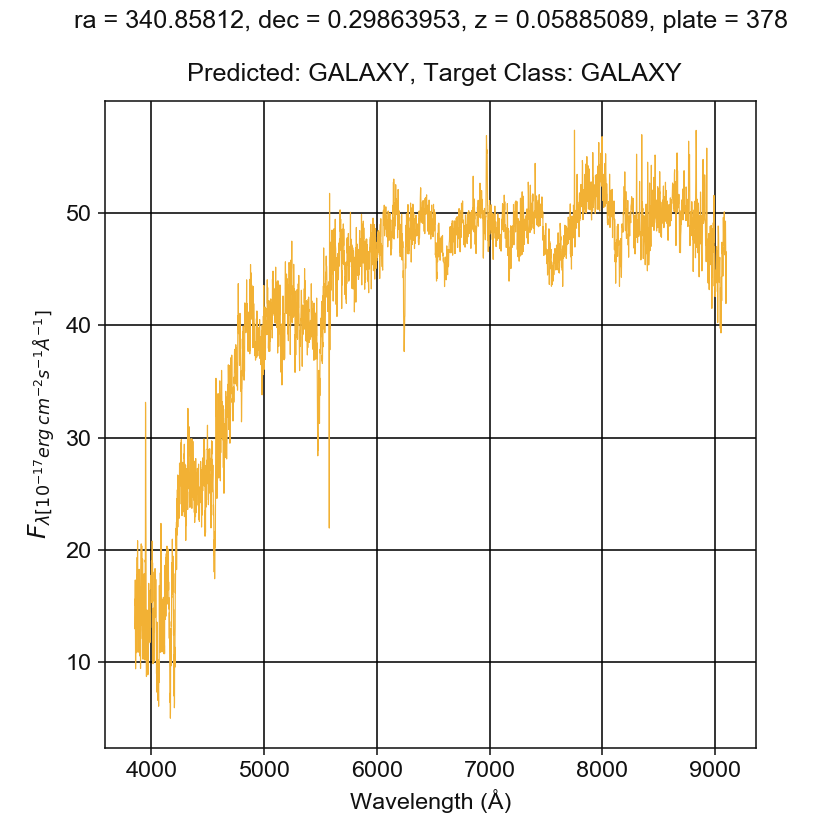 ra = 340.85812, dec = 0.29863953, z = 0.05885089, plate = 378
Predicted: GALAXY, Target Class: GALAXY
50
40
30
20
10
F_{λ[10^{−17} erg cm^{−2}s^{−1}Å^{−1}]}
4000 5000 6000 7000 8000 9000
Wavelength (Å)